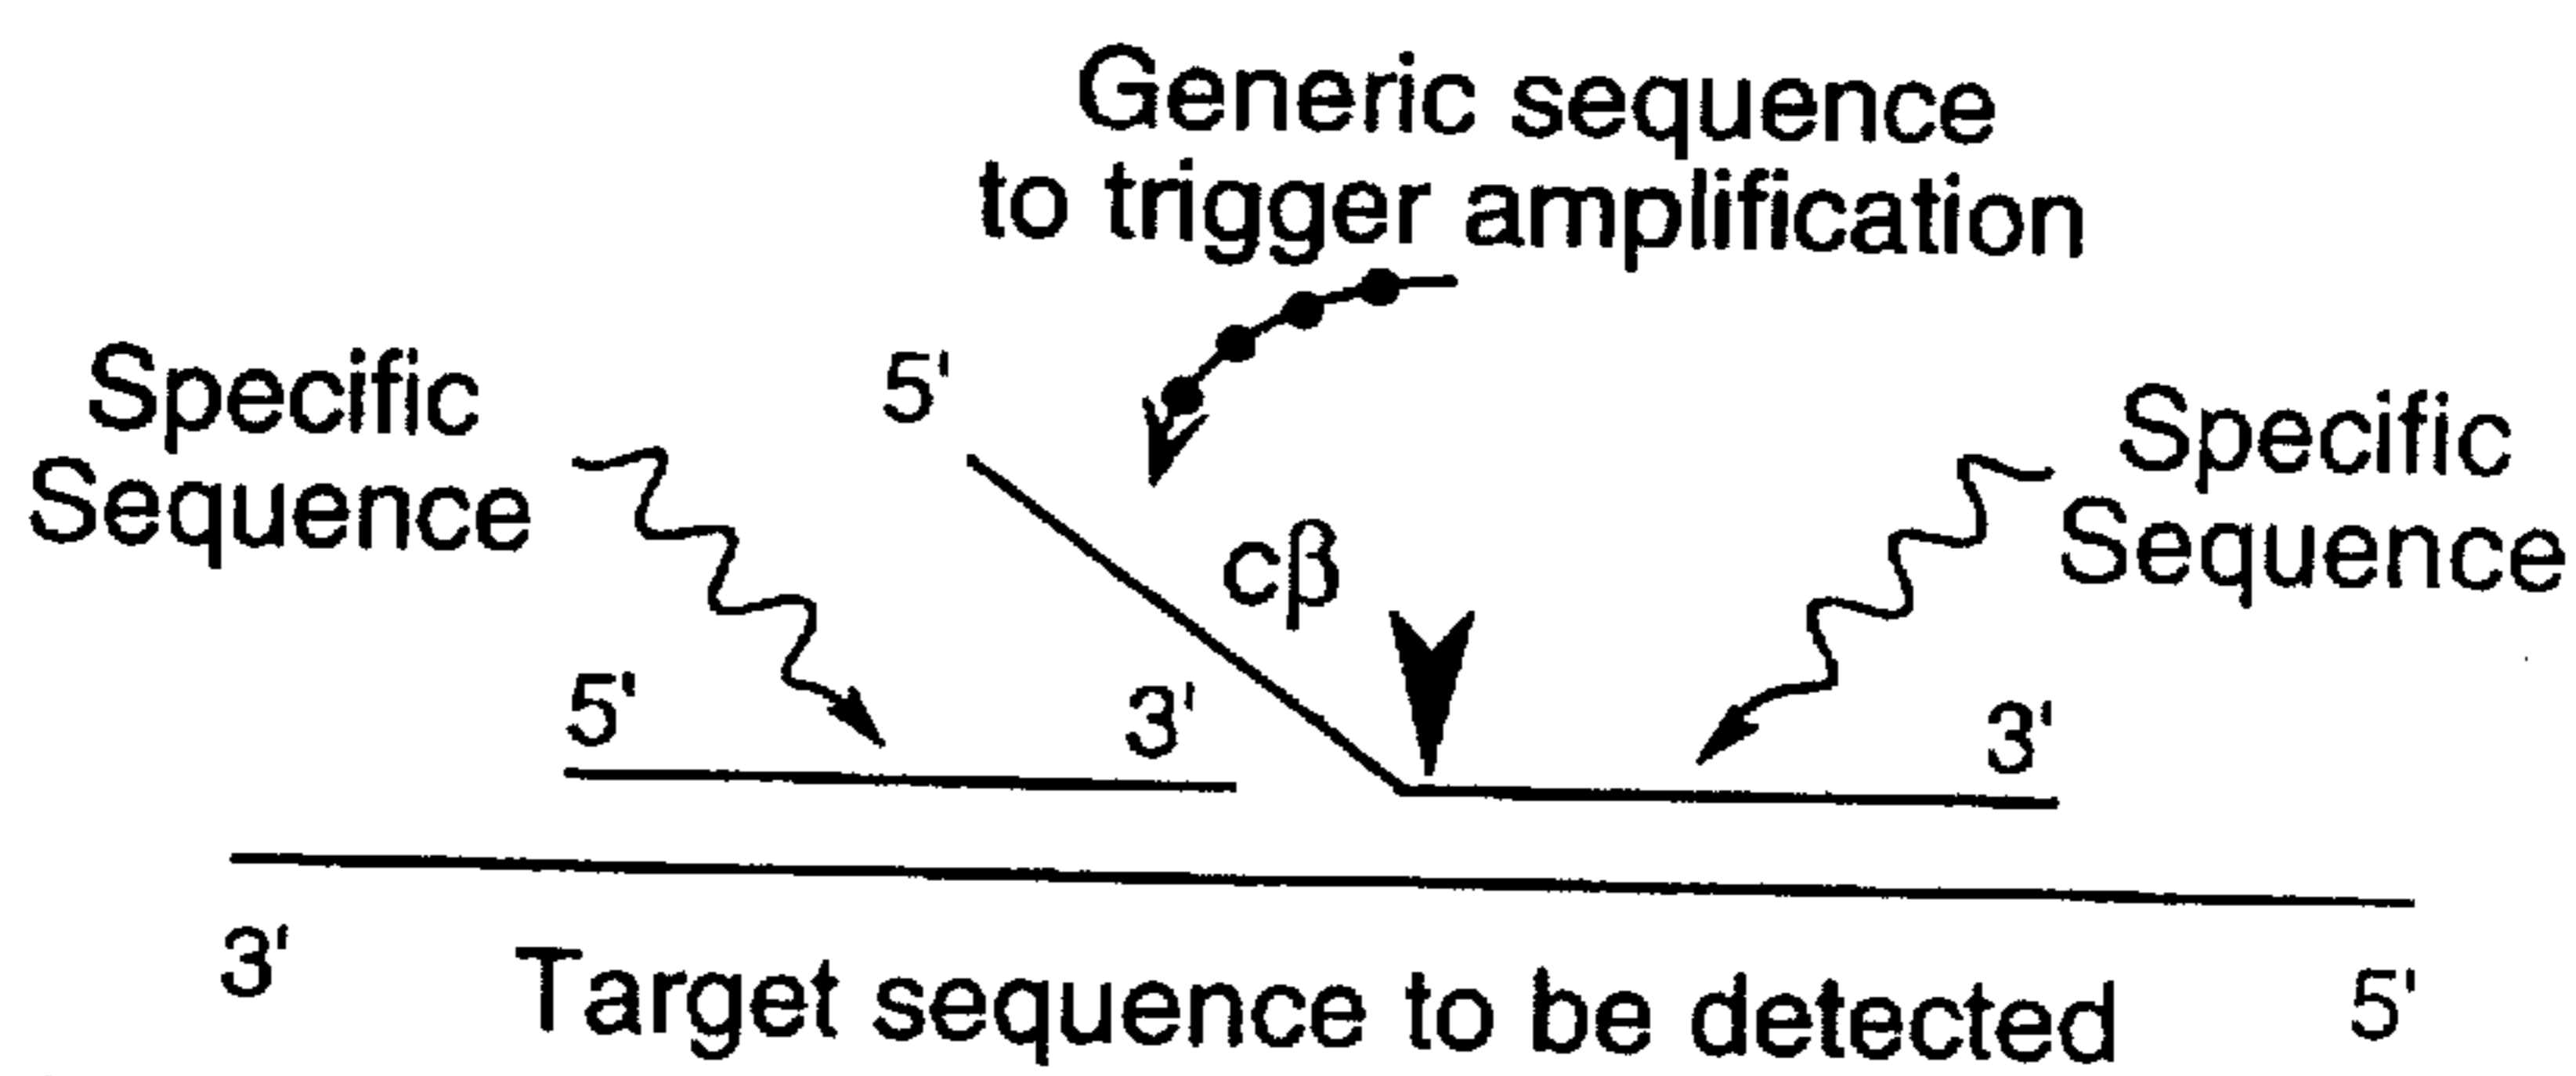 Generic sequence
to trigger amplification
Specific
Sequence
5'
Specific
Sequence
cβ
5'
3'
3'
3'
Target sequence to be detected
5'